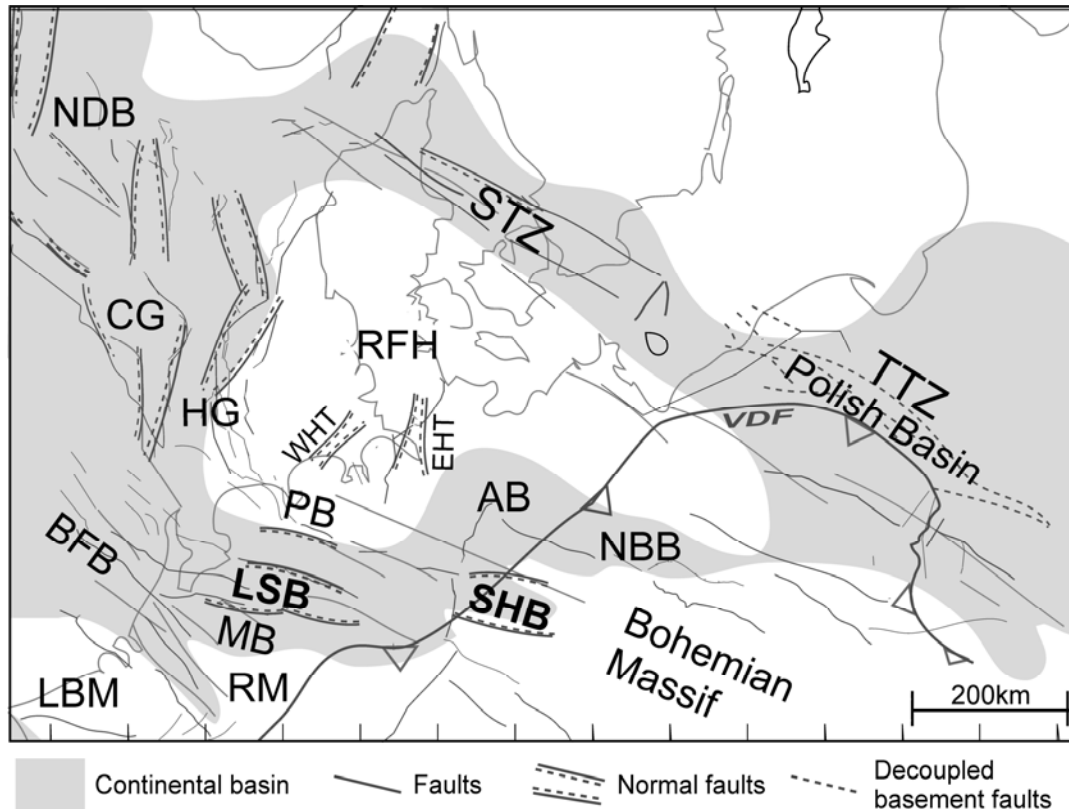 NDB
STZ
CG
RFH
TTZ
Polish Basin
HG
WHT
EHT
VDF
PB
AB
BFB
NBB
LSB
SHB
MB
Bohemian
Massif
LBM
RM
200km
Continental basin
Faults
Normal faults
Decoupled
basement faults